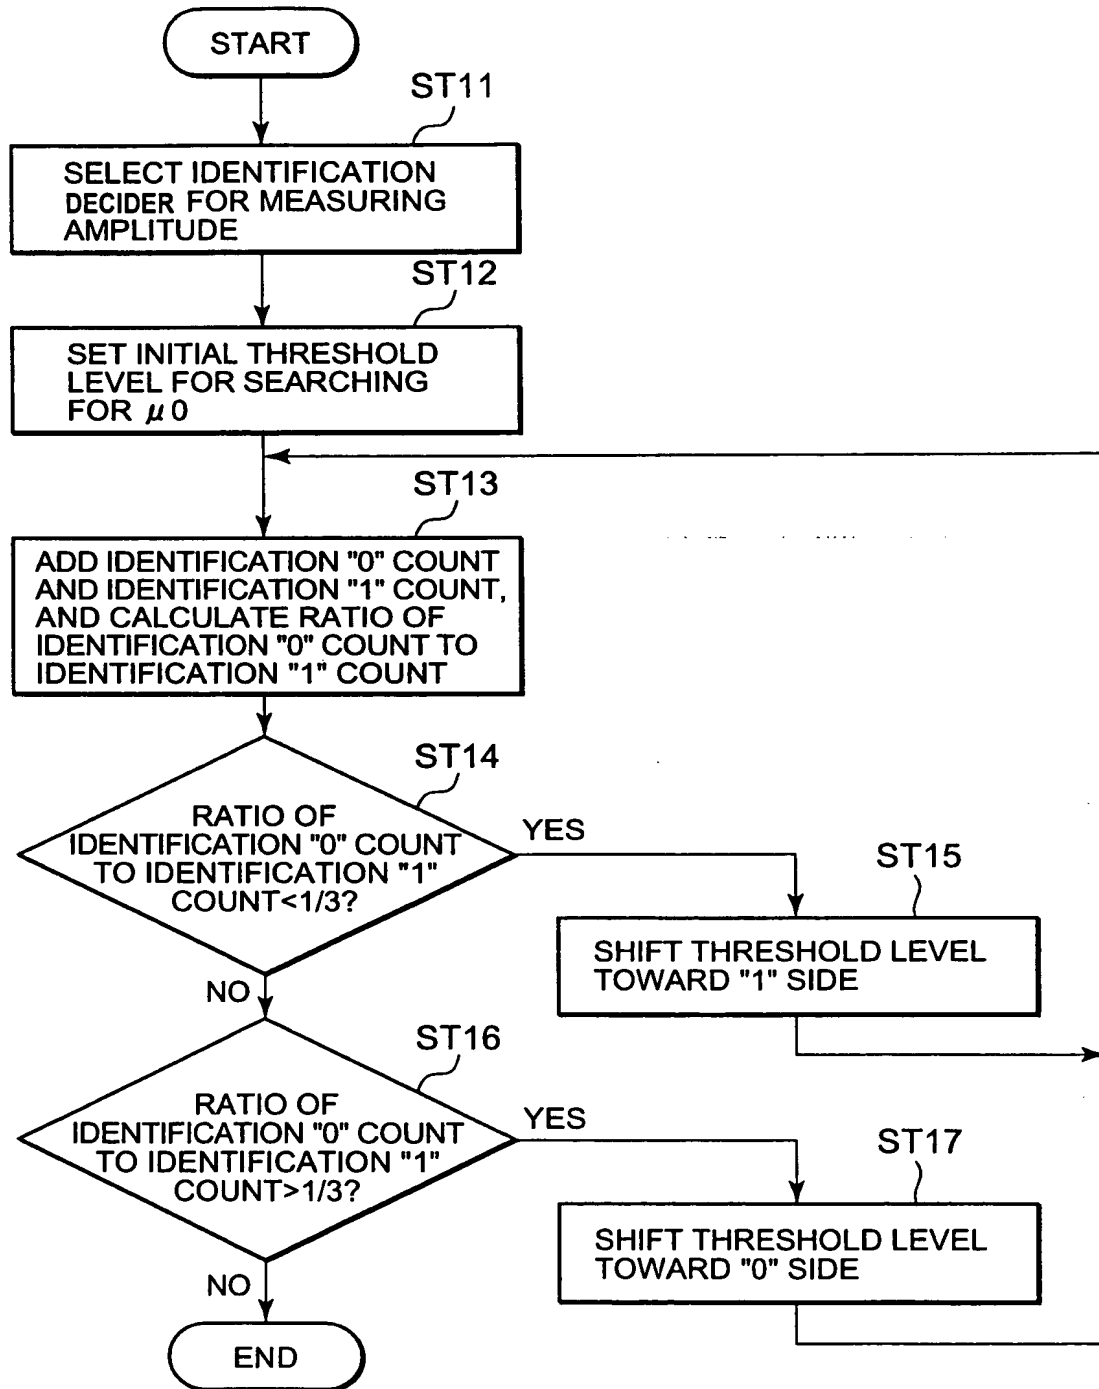 START
ST11
SELECT IDENTIFICATION
DECIDER FOR MEASURING
AMPLITUDE
ST12
SET INITIAL THRESHOLD
LEVEL FOR SEARCHING
FOR μ0
ST13
ADD IDENTIFICATION "0" COUNT
AND IDENTIFICATION "1" COUNT,
AND CALCULATE RATIO OF
IDENTIFICATION "0" COUNT TO
IDENTIFICATION "1" COUNT
ST14
RATIO OF
IDENTIFICATION "0" COUNT
TO IDENTIFICATION "1"
COUNT<1/3?
YES
ST15
SHIFT THRESHOLD LEVEL
TOWARD "1" SIDE
NO
ST16
RATIO OF
IDENTIFICATION "0" COUNT
TO IDENTIFICATION "1"
COUNT>1/3?
YES
ST17
SHIFT THRESHOLD LEVEL
TOWARD "0" SIDE
NO
END